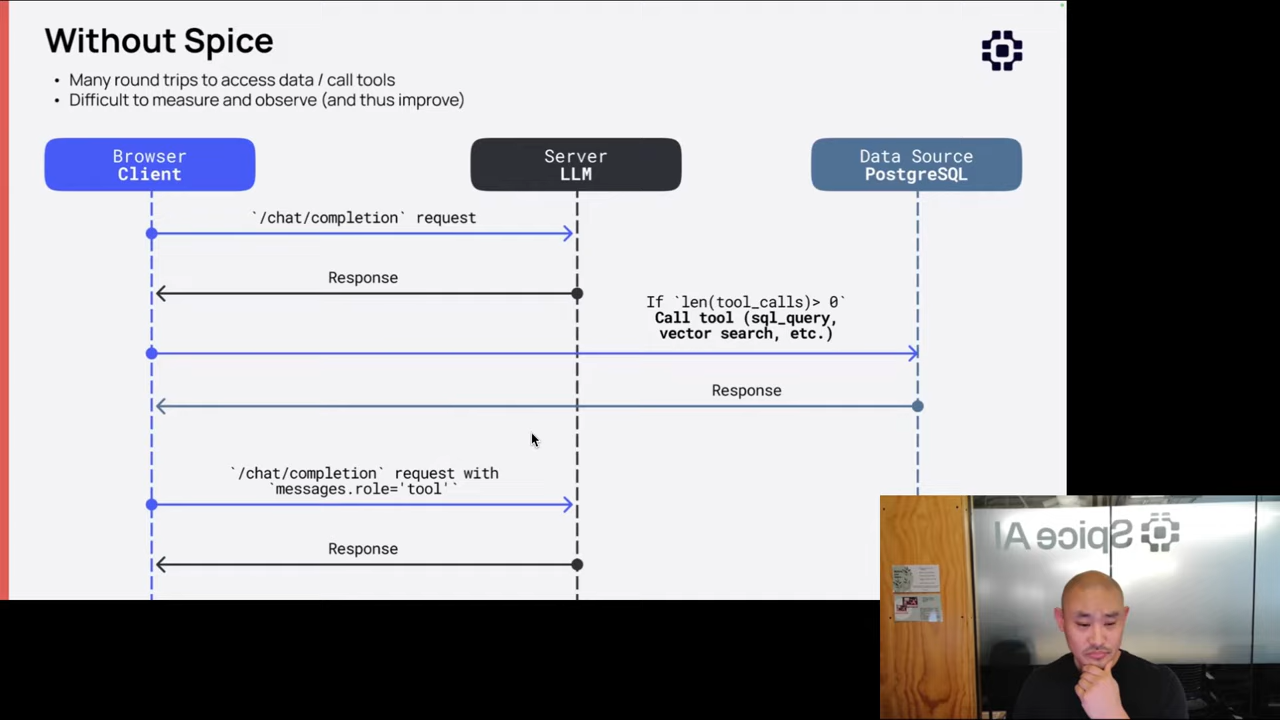 Without Spice
• Many round trips to access data / call tools
• Difficult to measure and observe (and thus improve)
Browser
Client
Server
LLM
Data Source
PostgreSQL
`/chat/completion` request
Response
If `len(tool_calls)> 0`
Call tool (sql_query,
vector search, etc.)
Response
`/chat/completion` request with
`messages.role='tool'`
Response
Spice AI